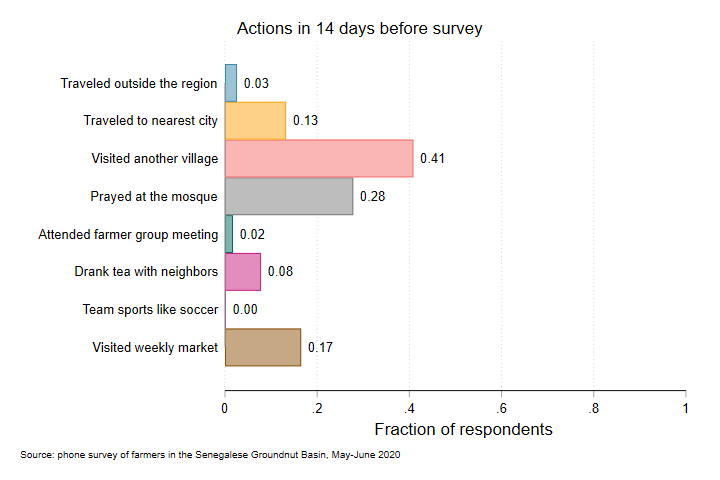 Actions in 14 days before survey
Traveled outside the region 0.03
Traveled to nearest city 0.13
Visited another village 0.41
Prayed at the mosque 0.28
Attended farmer group meeting 0.02
Drank tea with neighbors 0.08
Team sports like soccer 0.00
Visited weekly market 0.17
0 .2 .4 .6 .8 1
Fraction of respondents
Source: phone survey of farmers in the Senegalese Groundnut Basin, May-June 2020